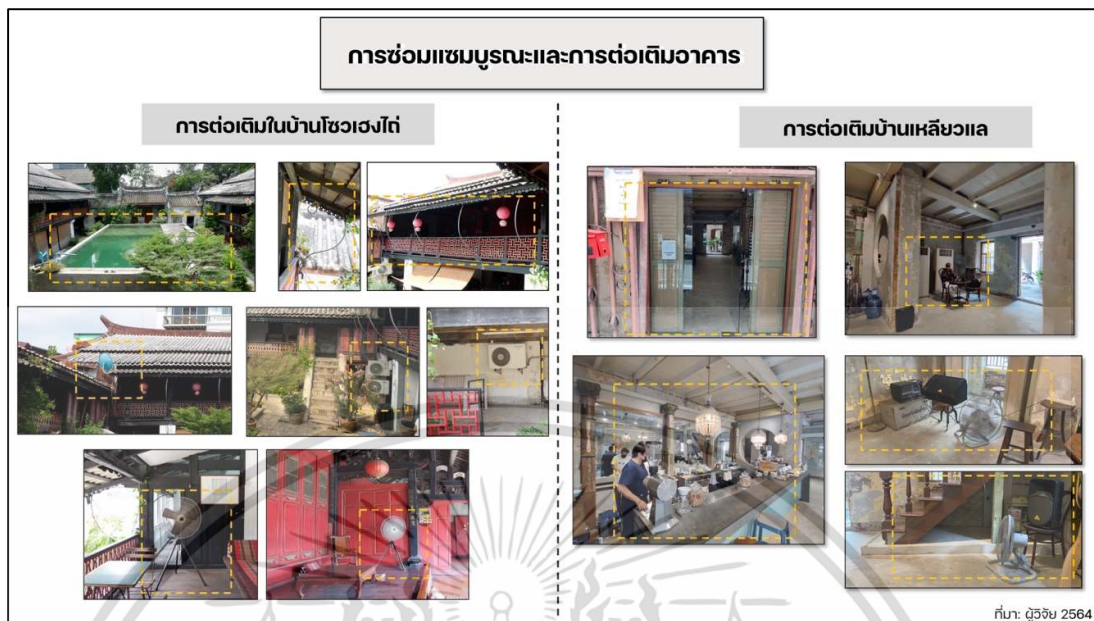 การซ่อมแซมบูรณะและการต่อเติมอาคาร
การต่อเติมในบ้านโซวเฮงไถ่
การต่อเติมบ้านเหลียวแล
ที่มา: ผู้วิจัย 2564